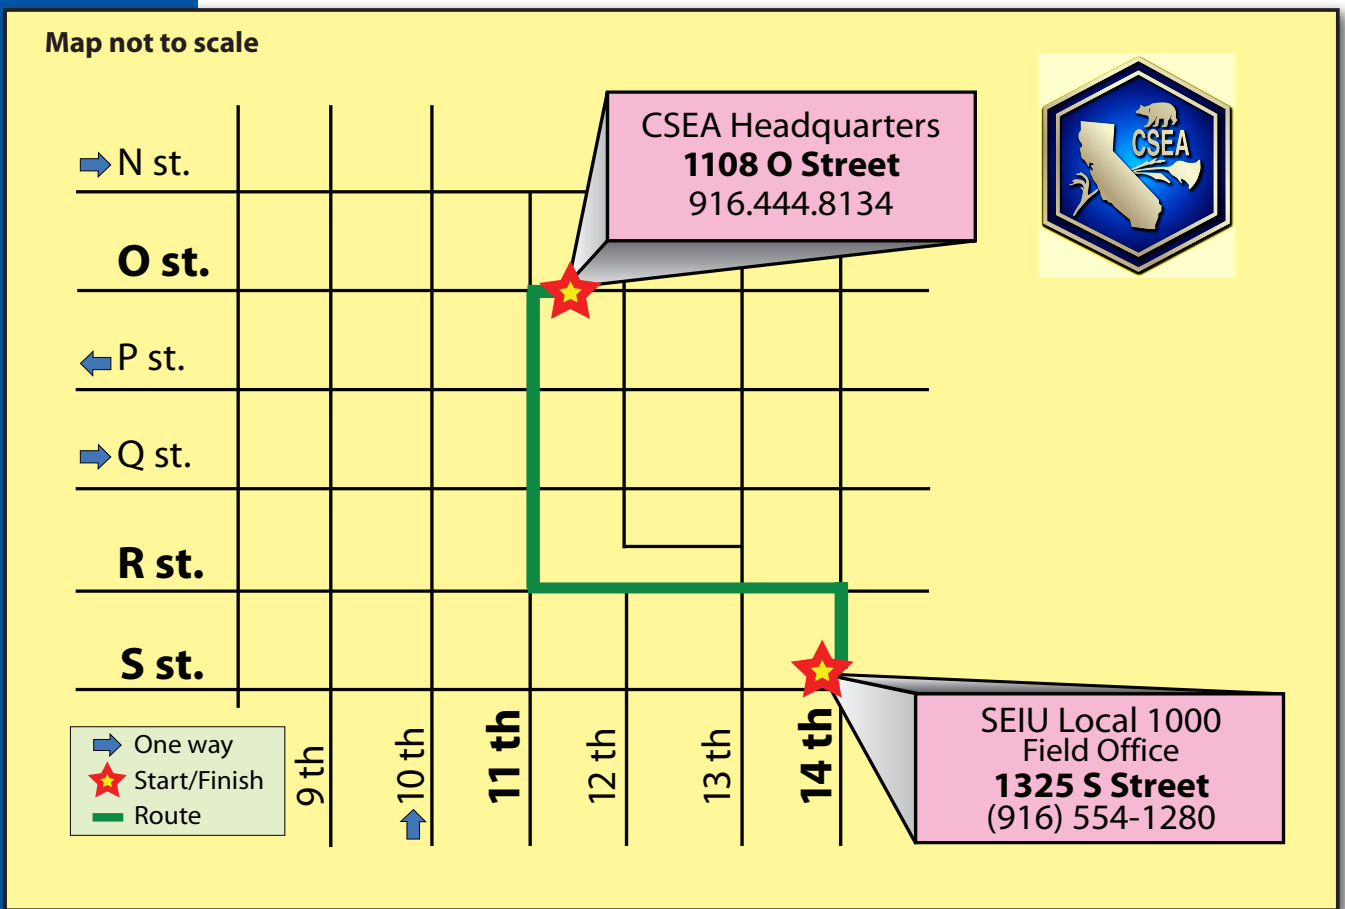 Map not to scale
CSEA Headquarters
1108 O Street
916.444.8134
CSEA
N st.
O st.
P st.
Q st.
R st.
S st.
9 th
10 th
11 th
12 th
13 th
14 th
One way
Start/Finish
Route
SEIU Local 1000
Field Office
1325 S Street
(916) 554-1280